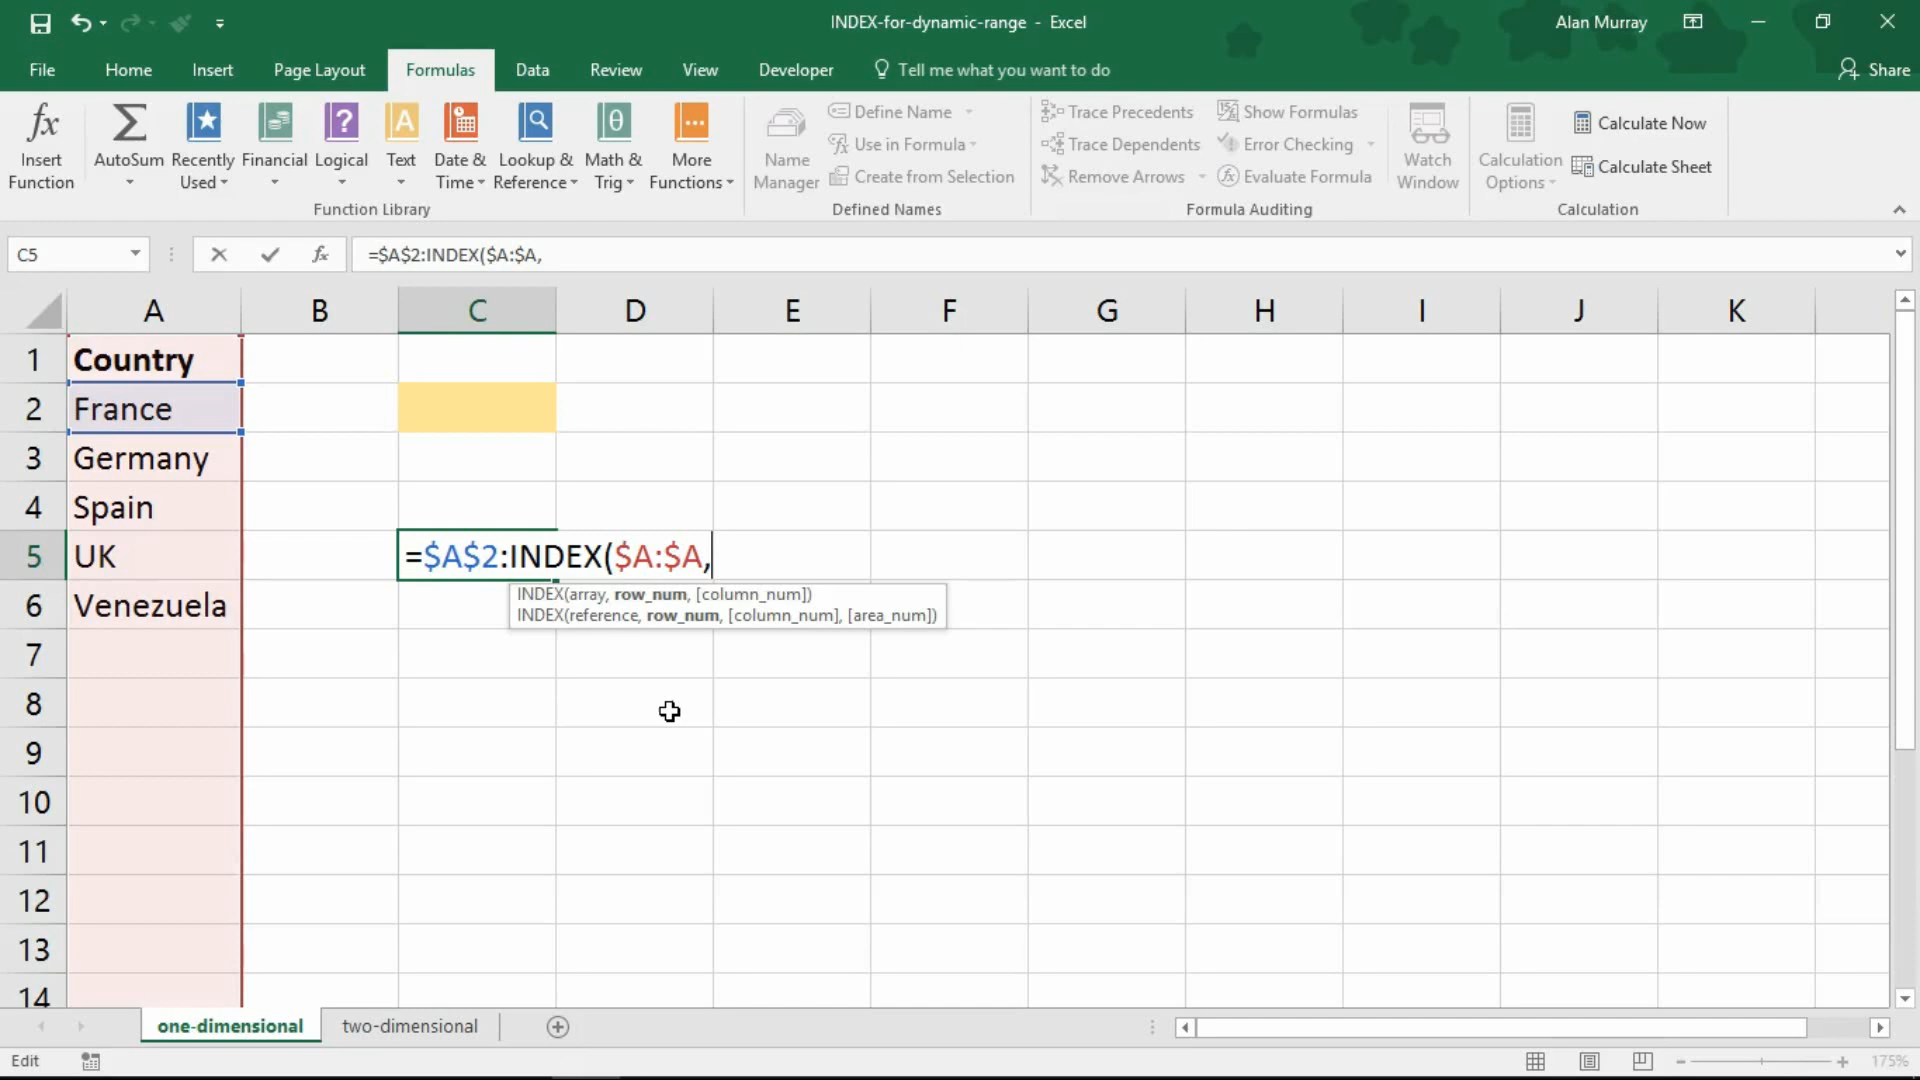 INDEX-for-dynamic-range - Excel
Alan Murray
File Home Insert Page Layout Formulas Data Review View Developer Tell me what you want to do Share
fx Insert Function
AutoSum
Recently Used
Financial
Logical
Text
Date & Time
Lookup & Reference
Math & Trig
More Functions
Function Library
Name Manager
Define Name
Use in Formula
Create from Selection
Defined Names
Trace Precedents
Trace Dependents
Remove Arrows
Show Formulas
Error Checking
Evaluate Formula
Formula Auditing
Watch Window
Calculation Options
Calculate Now
Calculate Sheet
Calculation
C5
fx
=$A$2:INDEX($A:$A,
A B C D E F G H I J K
1 Country
2 France
3 Germany
4 Spain
5 UK =$A$2:INDEX($A:$A,
INDEX(array, row_num, [column_num])
INDEX(reference, row_num, [column_num], [area_num])
6 Venezuela
7
8
9
10
11
12
13
14
one-dimensional two-dimensional
Edit
175%